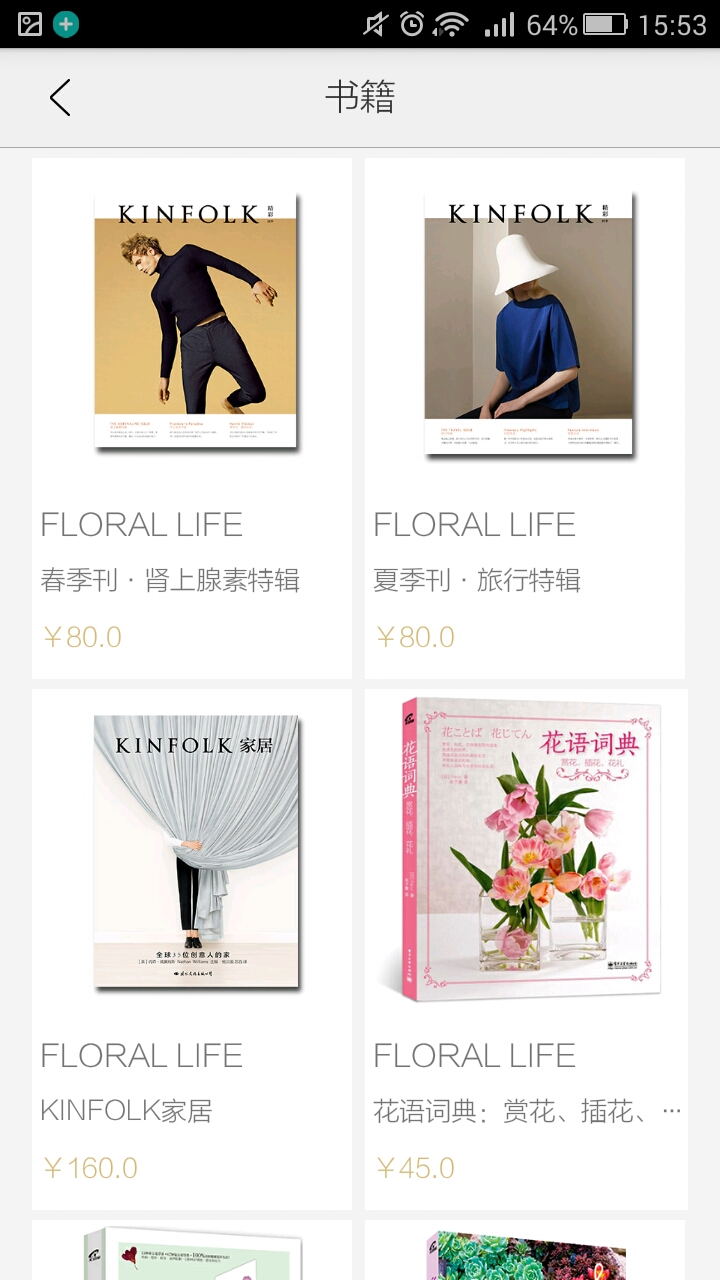 64%
15:53
书籍
KINFOLK 精彩
KINFOLK 精彩
FLORAL LIFE
春季刊·肾上腺素特辑
¥80.0
FLORAL LIFE
夏季刊·旅行特辑
¥80.0
KINFOLK 家居
全球35位创意人的家
花ことば 花じてん
花语词典
赏花、插花、花礼
花语词典
赏花、插花、花礼
FLORAL LIFE
KINFOLK家居
¥160.0
FLORAL LIFE
花语词典：赏花、插花、…
¥45.0